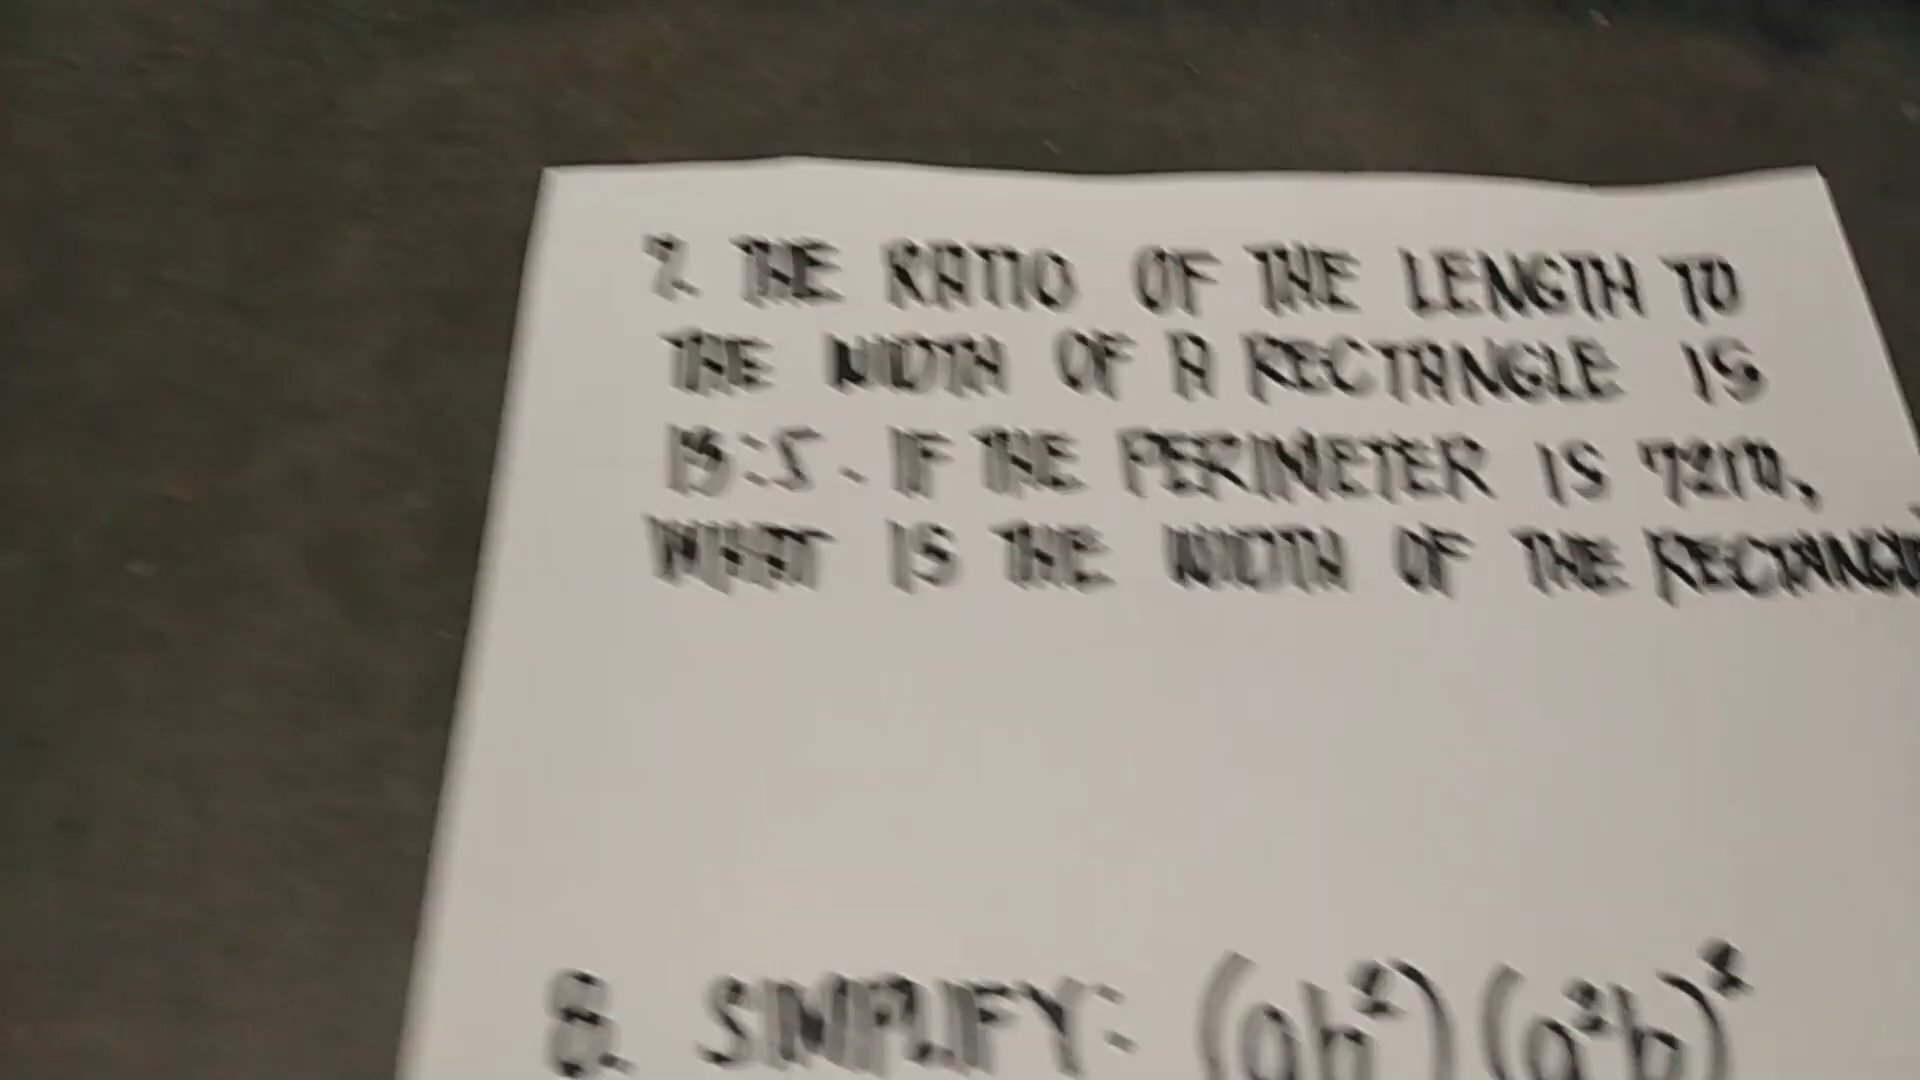 7. THE RATIO OF THE LENGTH TO
THE WIDTH OF A RECTANGLE IS
13:5. IF THE PERIMETER IS
WHAT IS THE WIDTH OF THE
8. SIMPLIFY: